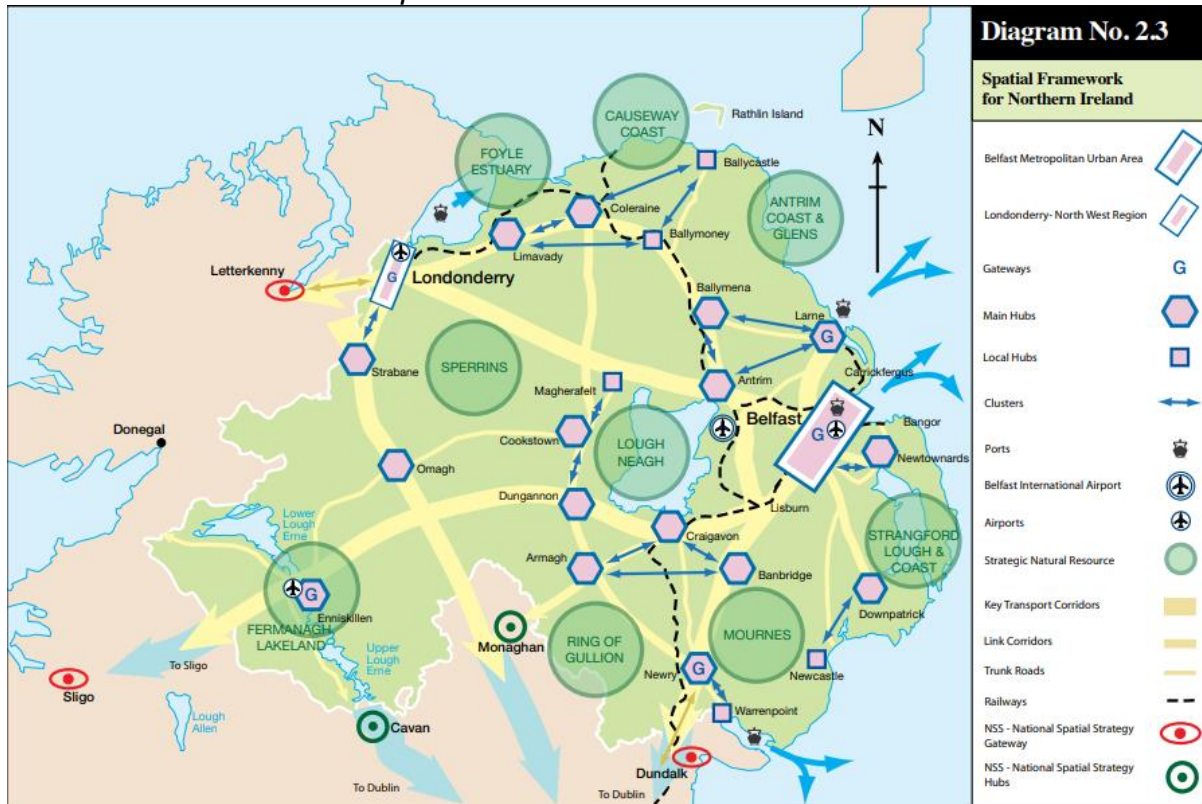 Diagram No. 2.3
Spatial Framework
for Northern Ireland
Belfast Metropolitan Urban Area
Londonderry- North West Region
Gateways
G
Main Hubs
Local Hubs
Clusters
Ports
Belfast International Airport
Airports
Strategic Natural Resource
Key Transport Corridors
Link Corridors
Trunk Roads
Railways
NSS - National Spatial Strategy
Gateway
NSS - National Spatial Strategy
Hubs
N
Rathlin Island
CAUSEWAY
COAST
FOYLE
ESTUARY
Ballycastle
ANTRIM
COAST &
GLENS
Coleraine
Limavady
Ballymoney
Letterkenny
G
Londonderry
Ballymena
Larne
G
Strabane
SPERRINS
Antrim
Carrickfergus
Magherafelt
Belfast
G
Bangor
Donegal
Cookstown
LOUGH
NEAGH
Newtownards
Omagh
Dungannon
Lisburn
Lower
Lough
Erne
Craigavon
STRANGFORD
LOUGH &
COAST
Armagh
Banbridge
G
Enniskillen
Downpatrick
FERMANAGH
LAKELAND
Monaghan
RING OF
GULLION
MOURNES
Upper
Lough
Erne
Newry
G
Newcastle
To Sligo
Sligo
Warrenpoint
Lough
Allen
Cavan
Dundalk
To Dublin
To Dublin